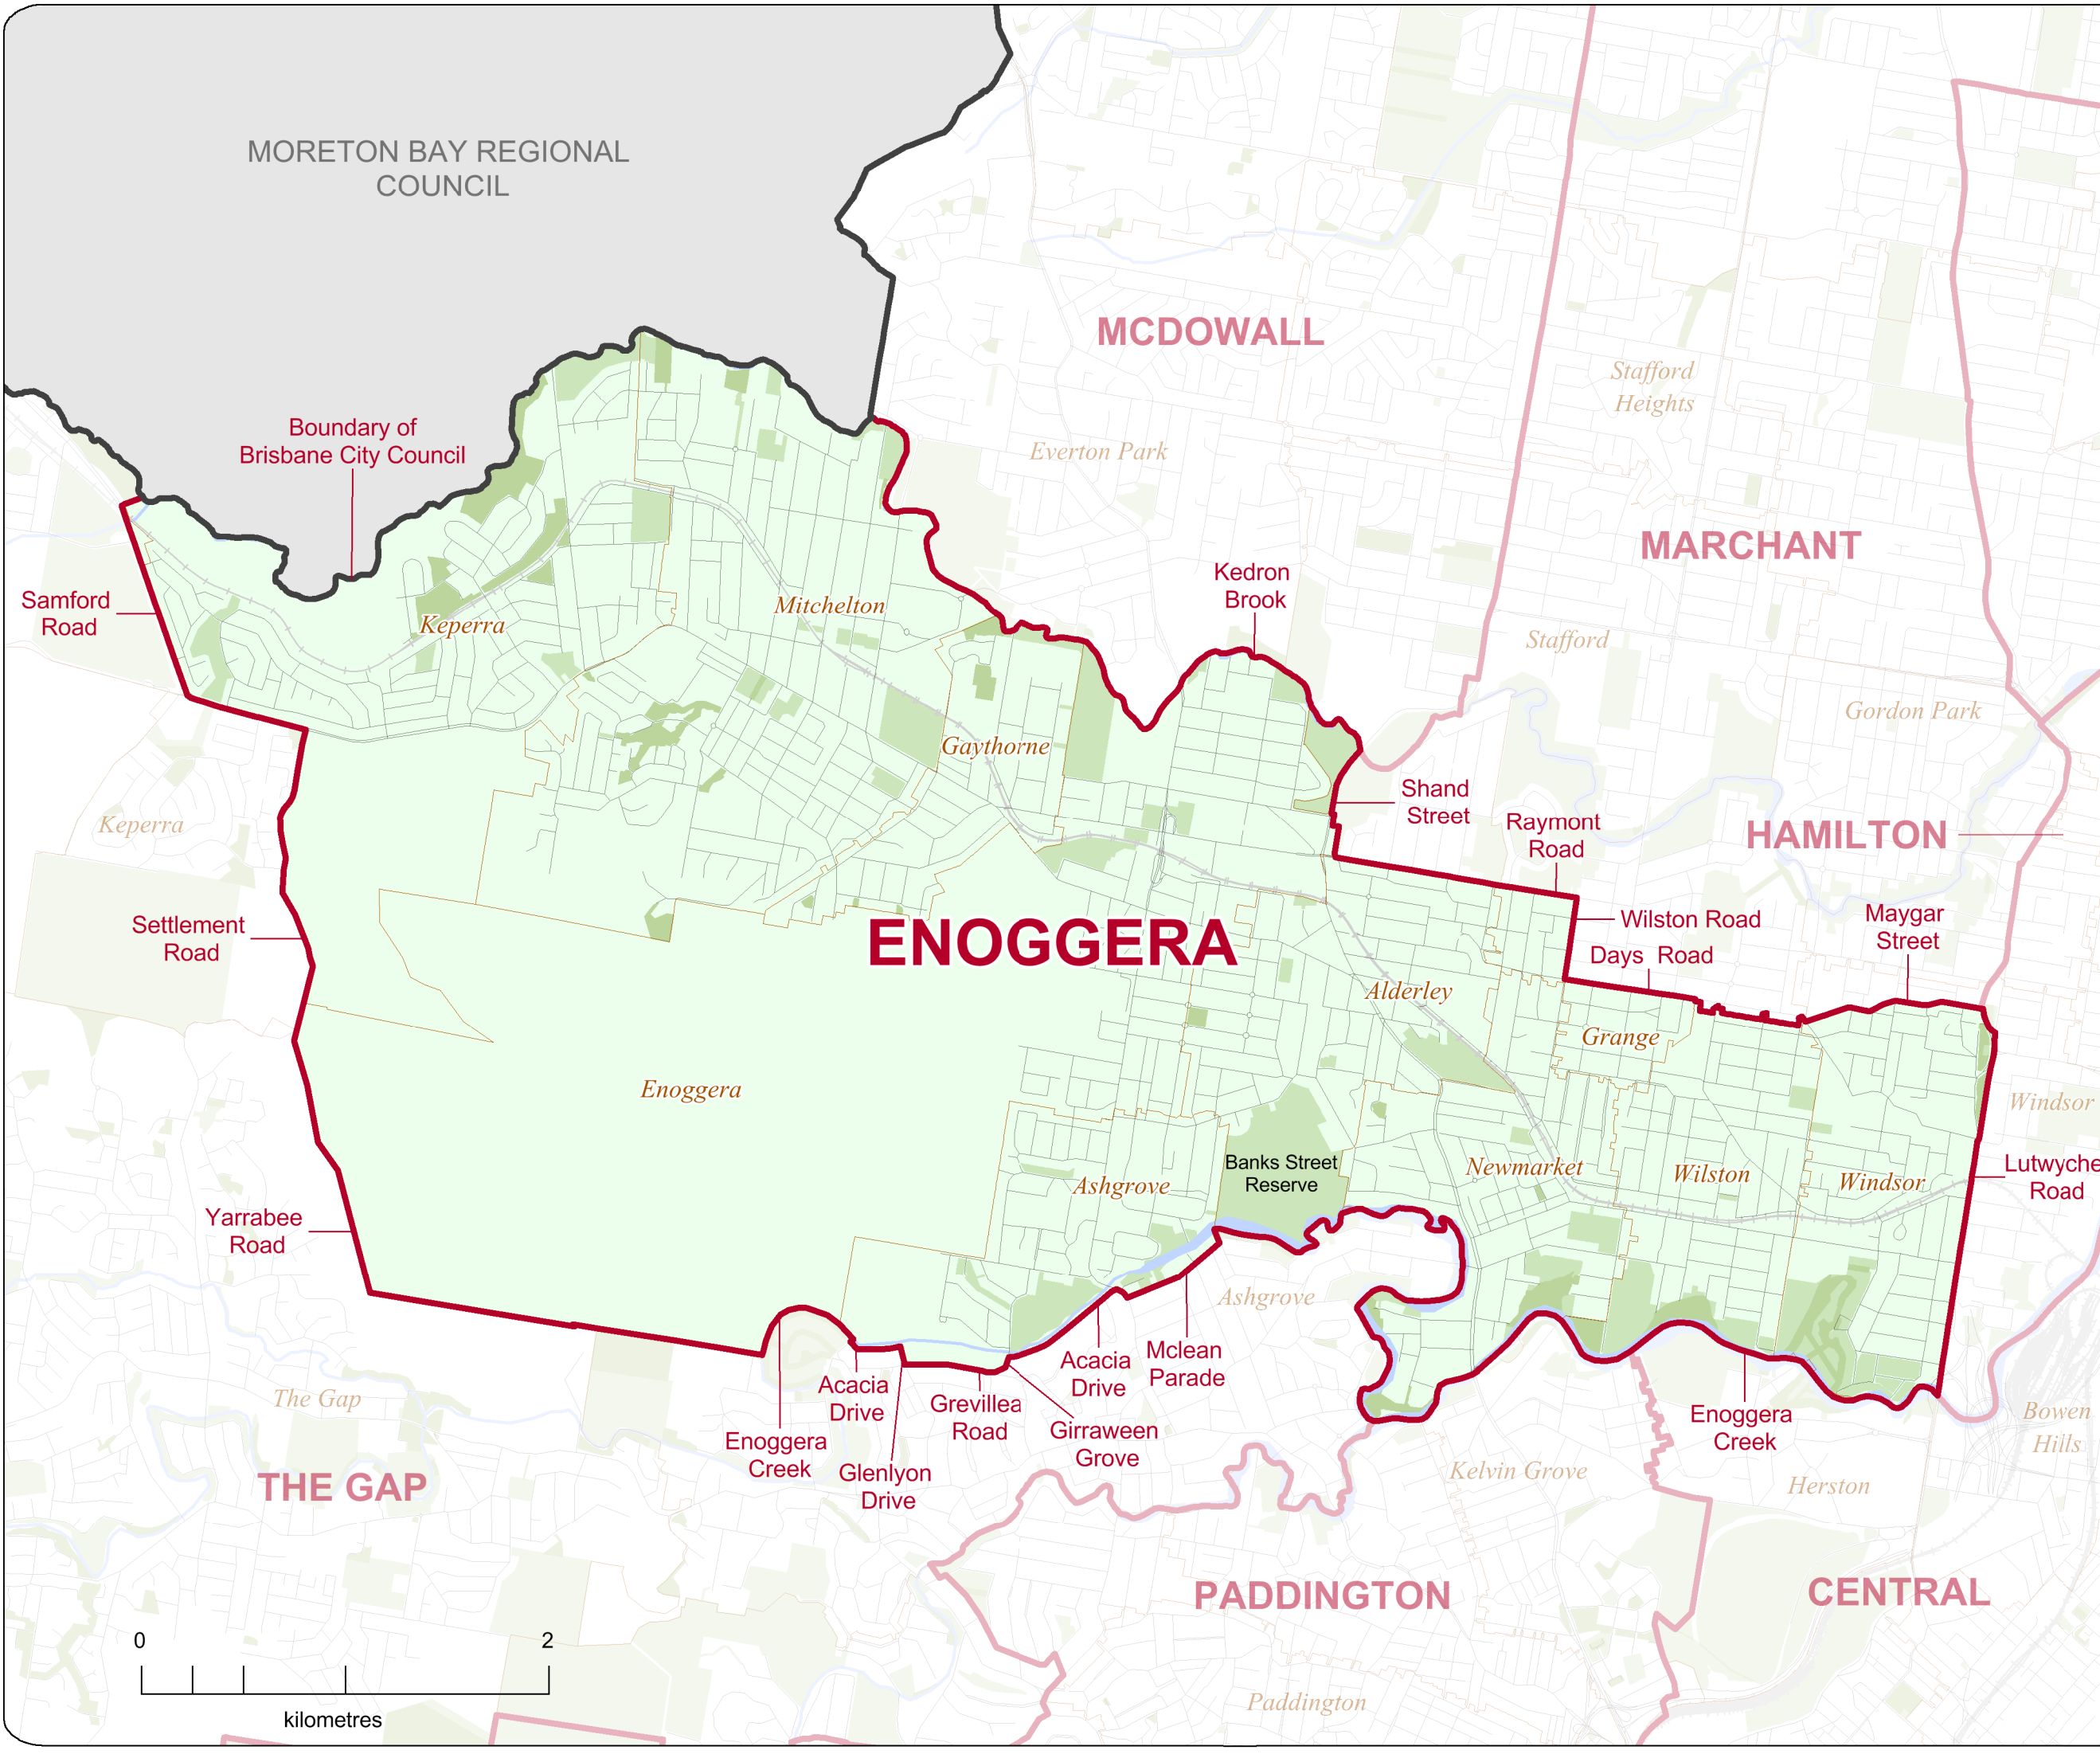 MORETON BAY REGIONAL
COUNCIL
MCDOWALL
Stafford
Heights
Boundary of
Brisbane City Council
Everton Park
MARCHANT
Kedron
Brook
Samford
Road
Mitchelton
Keperra
Stafford
Gordon Park
Gaythorne
Shand
Street
Raymont
Road
HAMILTON
Keperra
Settlement
Road
ENOGGERA
Wilston Road
Maygar
Street
Days Road
Alderley
Grange
Enoggera
Windsor
Banks Street
Reserve
Newmarket
Wilston
Windsor
Lutwyche
Road
Ashgrove
Yarrabee
Road
Ashgrove
Acacia
Drive
Mclean
Parade
Acacia
Drive
Grevillea
Road
Girraween
Grove
Enoggera
Creek
Glenlyon
Drive
Enoggera
Creek
Bowen
Hills
The Gap
THE GAP
Kelvin Grove
Herston
PADDINGTON
CENTRAL
0 2
kilometres
Paddington